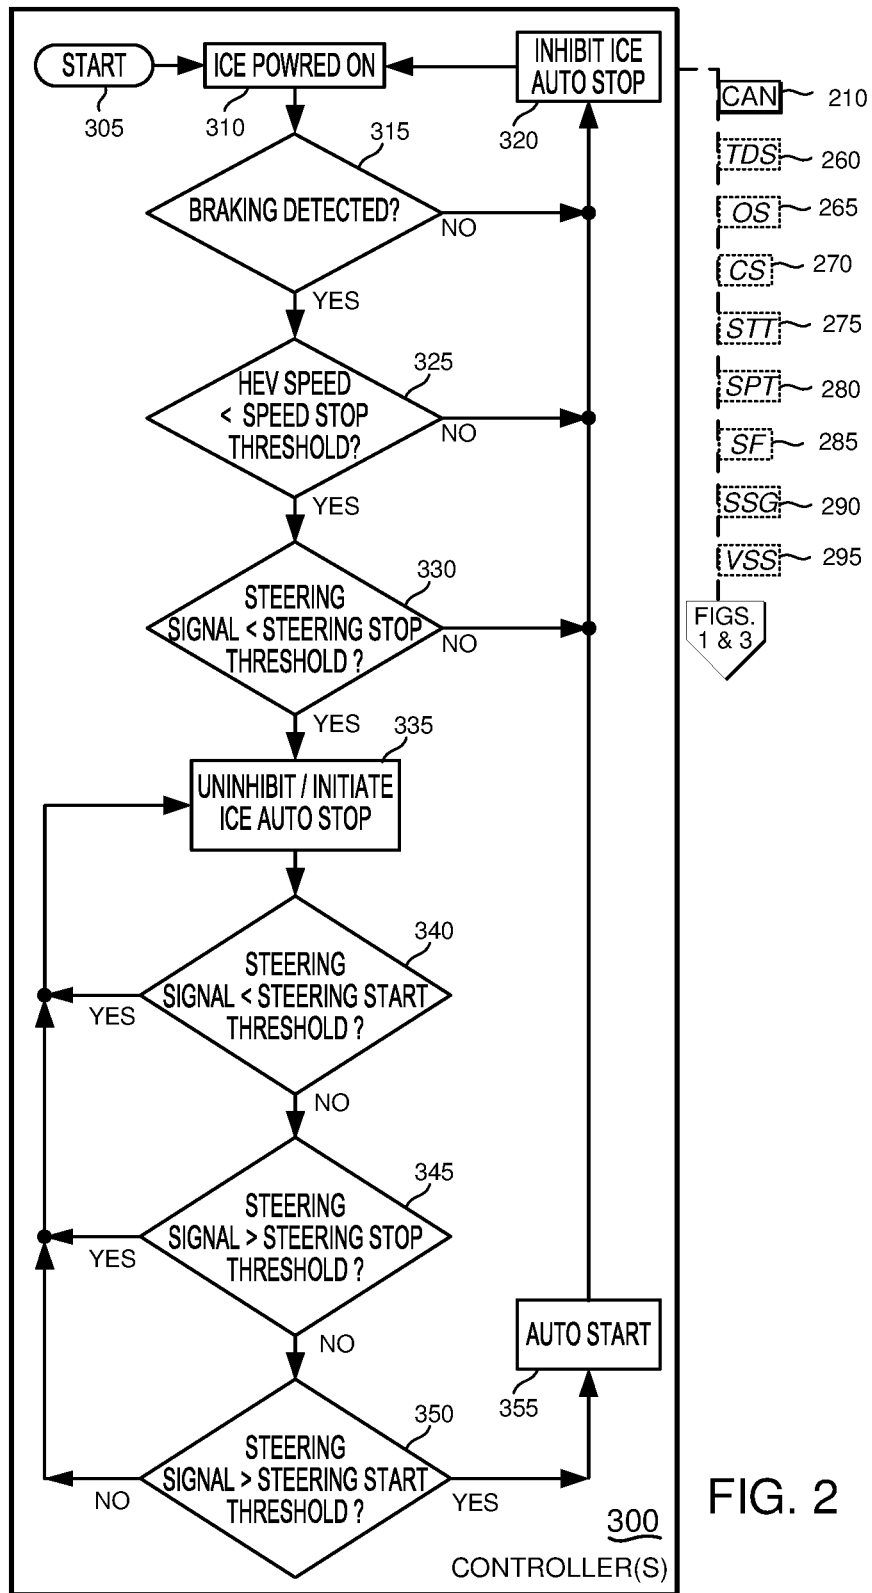 START
305
ICE POWRED ON
310
INHIBIT ICE
AUTO STOP
320
CAN
210
TDS
260
OS
265
CS
270
STT
275
SPT
280
SF
285
SSG
290
VSS
295
FIGS.
1 & 3
315
BRAKING DETECTED?
NO
YES
325
HEV SPEED
< SPEED STOP
THRESHOLD?
NO
YES
330
STEERING
SIGNAL < STEERING STOP
THRESHOLD ?
NO
YES
335
UNINHIBIT / INITIATE
ICE AUTO STOP
340
STEERING
SIGNAL < STEERING START
THRESHOLD ?
YES
NO
345
STEERING
SIGNAL > STEERING STOP
THRESHOLD ?
YES
NO
AUTO START
355
350
STEERING
SIGNAL > STEERING START
THRESHOLD ?
NO
YES
300
CONTROLLER(S)
FIG. 2